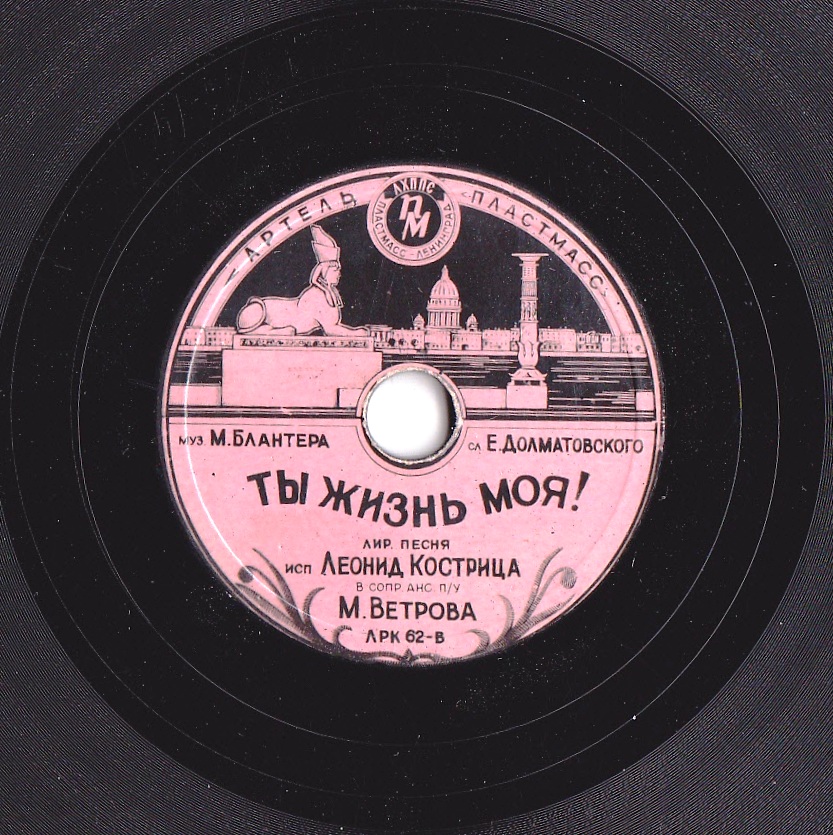 АРТЕЛЬ
ЛХППС
ПМ
ПЛАСТМАСС - ЛЕНИНГРАД
"ПЛАСТМАСС"
МУЗ М. БЛАНТЕРА
СЛ Е. ДОЛМАТОВСКОГО
ТЫ ЖИЗНЬ МОЯ!
ЛИР. ПЕСНЯ
ИСП ЛЕОНИД КОСТРИЦА
В СОПР. АНС. П/У
М. ВЕТРОВА
ЛРК 62-В